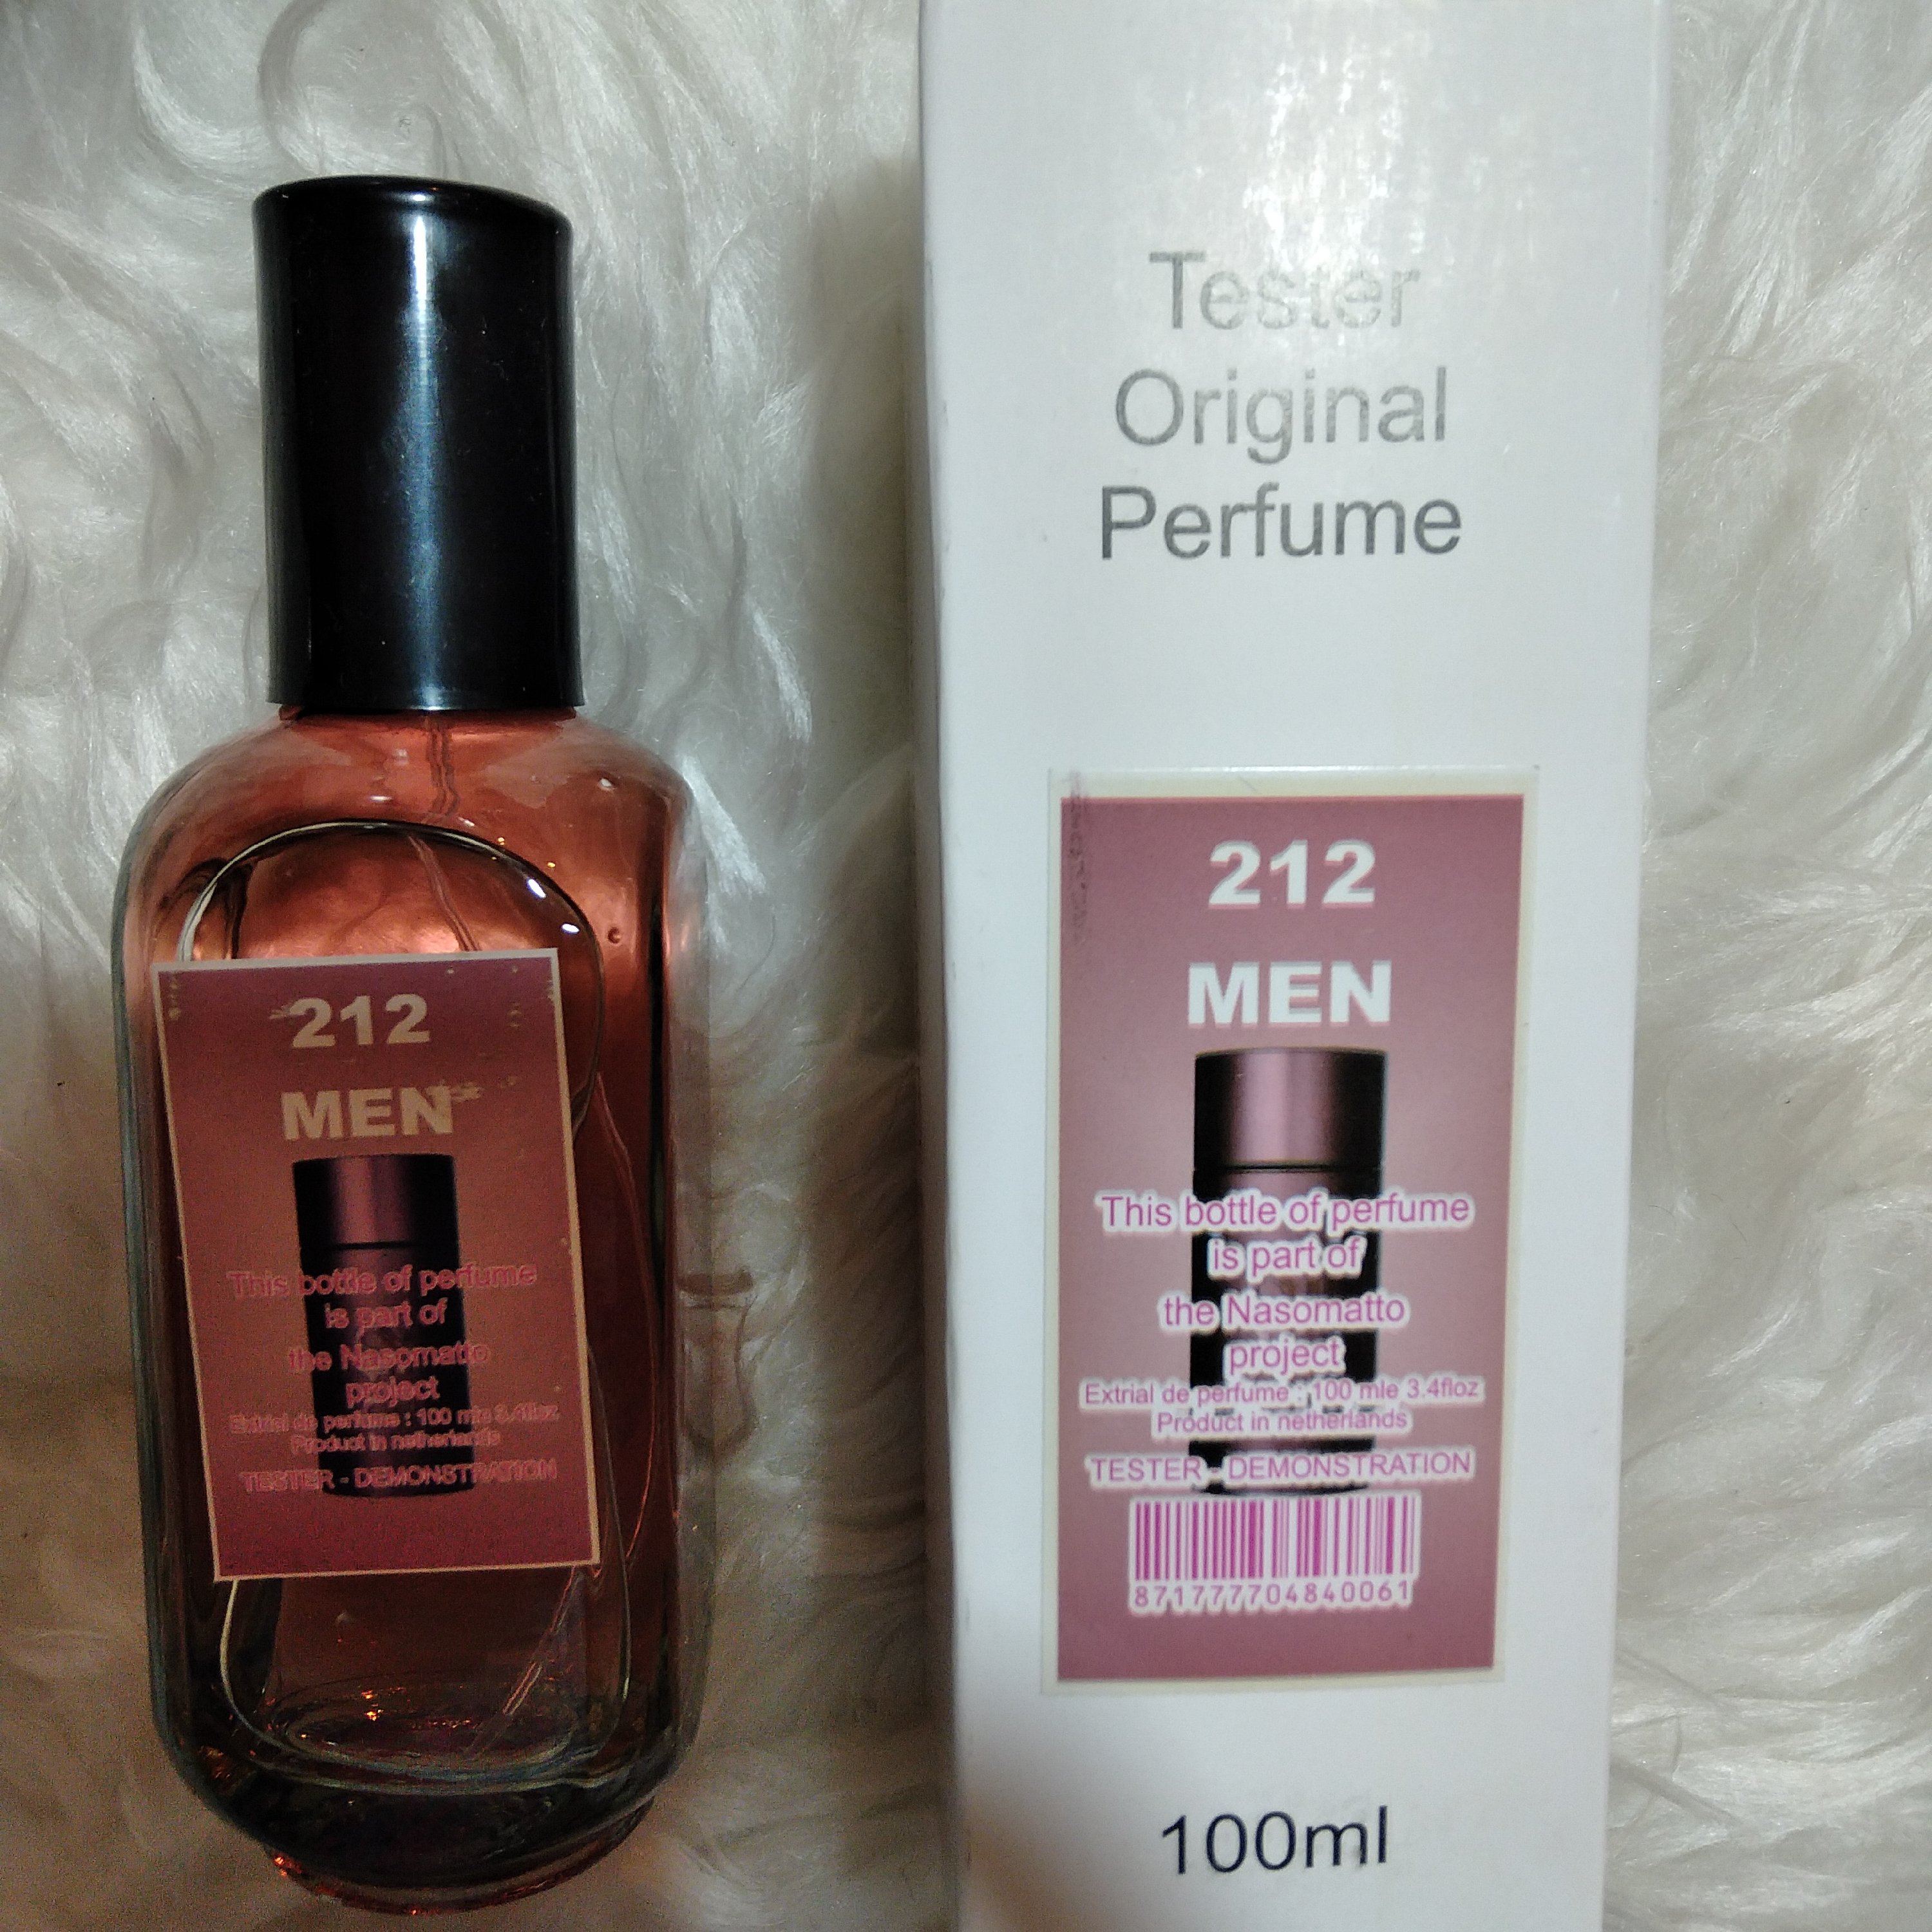 212
MEN
This bottle of perfume
is part of
the Nasomatto
project
Extrial de perfume : 100 mle 3.4floz
Product in netherlands
TESTER - DEMONSTRATION
Tester
Original
Perfume
212
MEN
This bottle of perfume
is part of
the Nasomatto
project
Extrial de perfume : 100 mle 3.4floz
Product in netherlands
TESTER - DEMONSTRATION
871777704840061
100ml